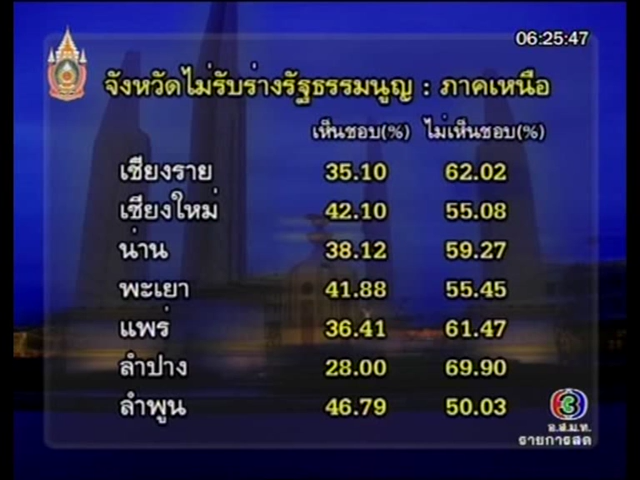 06:25:47
จังหวัดไม่รับร่างรัฐธรรมนูญ : ภาคเหนือ
เห็นชอบ(%) ไม่เห็นชอบ(%)
เชียงราย 35.10 62.02
เชียงใหม่ 42.10 55.08
น่าน 38.12 59.27
พะเยา 41.88 55.45
แพร่ 36.41 61.47
ลำปาง 28.00 69.90
ลำพูน 46.79 50.03
3
อ.ส.ม.ท.
รายการสด